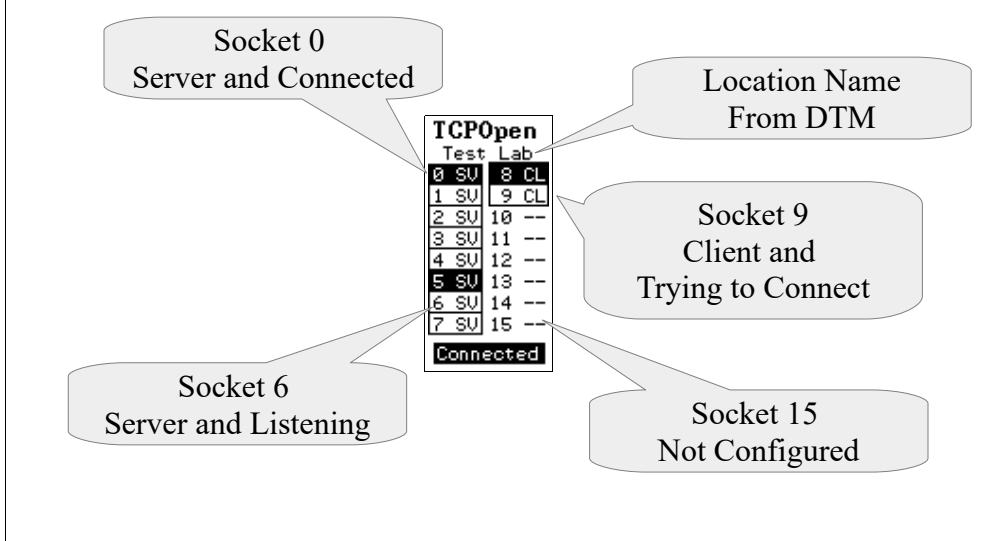 Socket 0
Server and Connected
Location Name
From DTM
TCPOpen
Test Lab
0 SV 8 CL
1 SV 9 CL
2 SV 10 --
3 SV 11 --
4 SV 12 --
5 SV 13 --
6 SV 14 --
7 SV 15 --
Connected
Socket 9
Client and
Trying to Connect
Socket 6
Server and Listening
Socket 15
Not Configured